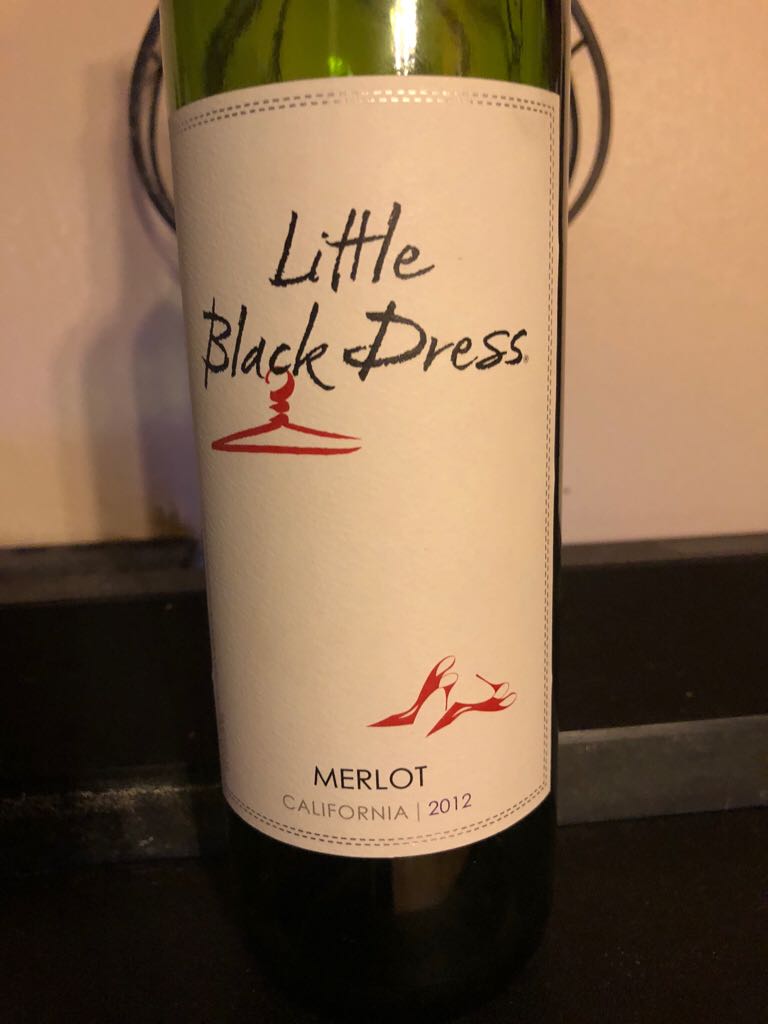 Little
Black Dress
MERLOT
CALIFORNIA | 2012